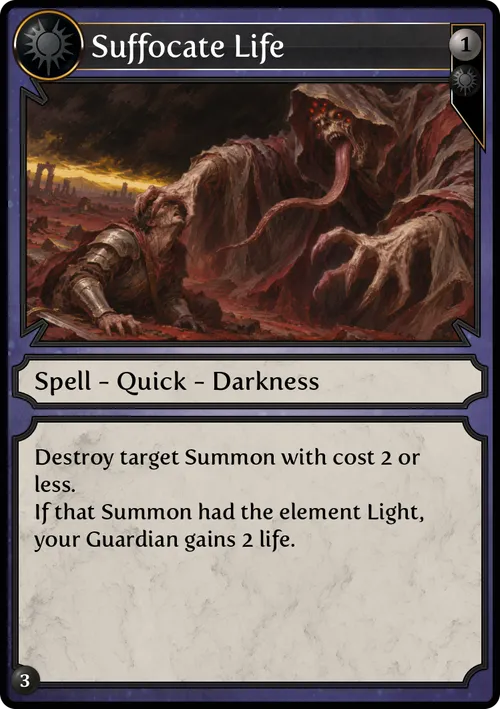 Suffocate Life
1
Spell - Quick - Darkness
Destroy target Summon with cost 2 or
less.
If that Summon had the element Light,
your Guardian gains 2 life.
3